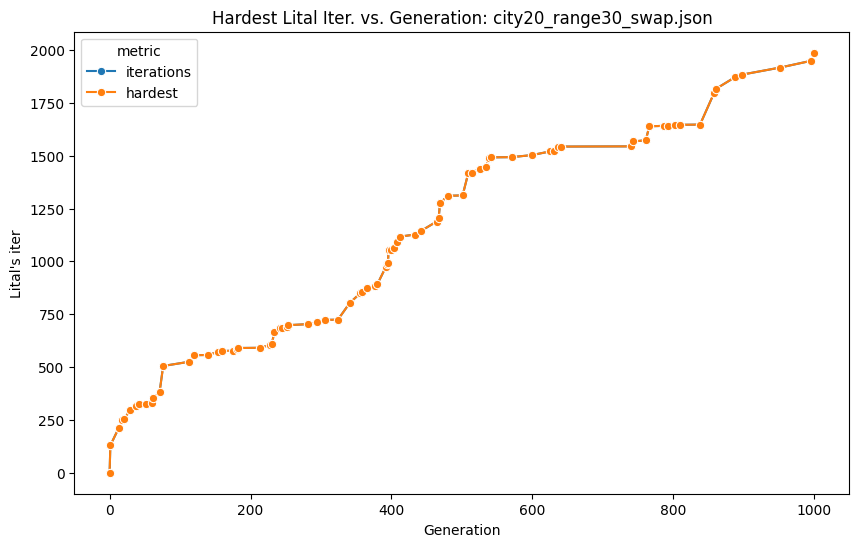 Hardest Lital Iter. vs. Generation: city20_range30_swap.json
metric
iterations
hardest
2000
1750
1500
1250
1000
750
500
250
0
Lital's iter
0 200 400 600 800 1000
Generation